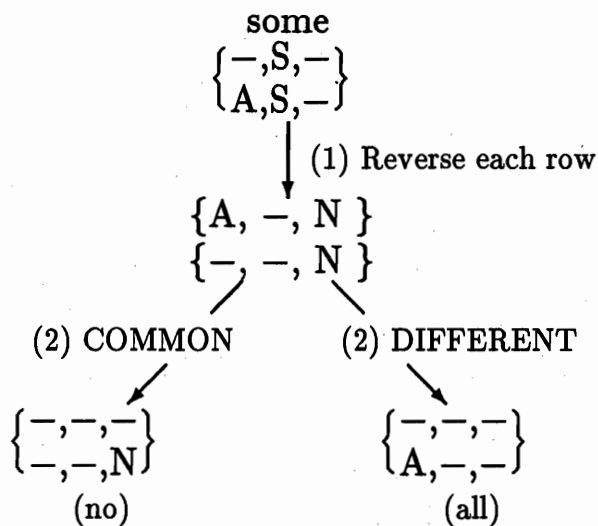 some
{−,S,−}
{A,S,−}
(1) Reverse each row
{A, −, N }
{−, −, N }
(2) COMMON (2) DIFFERENT
{−,−,−} {−,−,−}
{−,−,N} {A,−,−}
(no) (all)